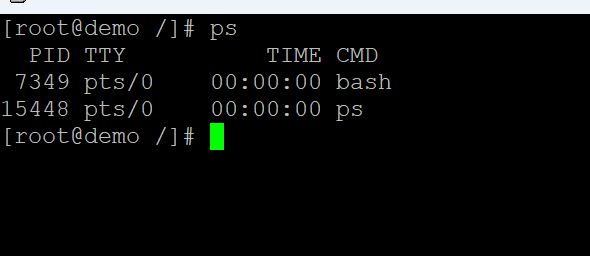 [root@demo /]# ps
  PID TTY          TIME CMD
 7349 pts/0    00:00:00 bash
15448 pts/0    00:00:00 ps
[root@demo /]#